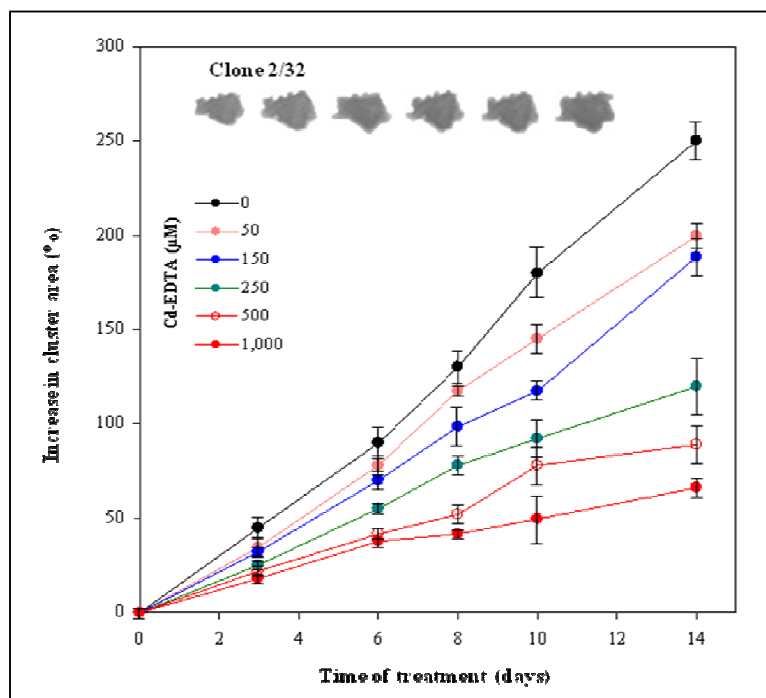 300
Clone 2/32
250
0
50
200
150
250
500
150
1,000
Cd-EDTA (µM)
Increase in cluster area (%)
100
50
0
0 2 4 6 8 10 12 14
Time of treatment (days)